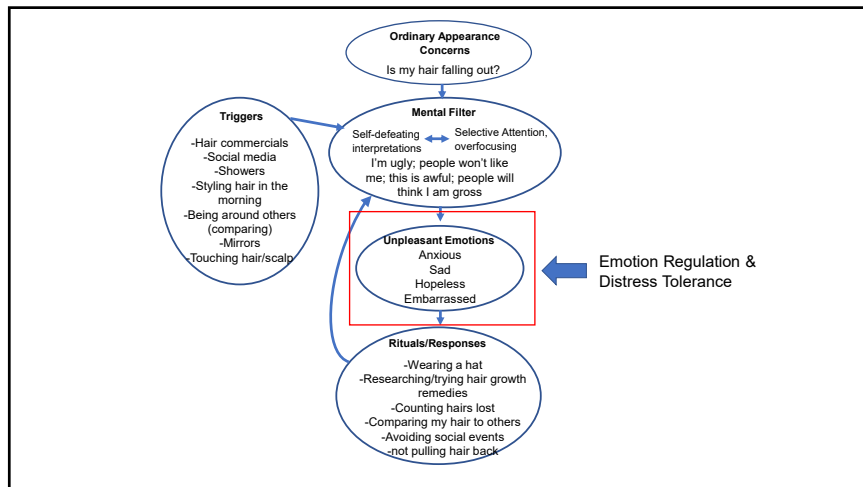 Ordinary Appearance
Concerns
Is my hair falling out?
Triggers
-Hair commercials
-Social media
-Showers
-Styling hair in the
morning
-Being around others
(comparing)
-Mirrors
-Touching hair/scalp
Mental Filter
Self-defeating
interpretations
Selective Attention,
overfocusing
I'm ugly; people won't like
me; this is awful; people will
think I am gross
Unpleasant Emotions
Anxious
Sad
Hopeless
Embarrassed
Emotion Regulation &
Distress Tolerance
Rituals/Responses
-Wearing a hat
-Researching/trying hair growth
remedies
-Counting hairs lost
-Comparing my hair to others
-Avoiding social events
-not pulling hair back